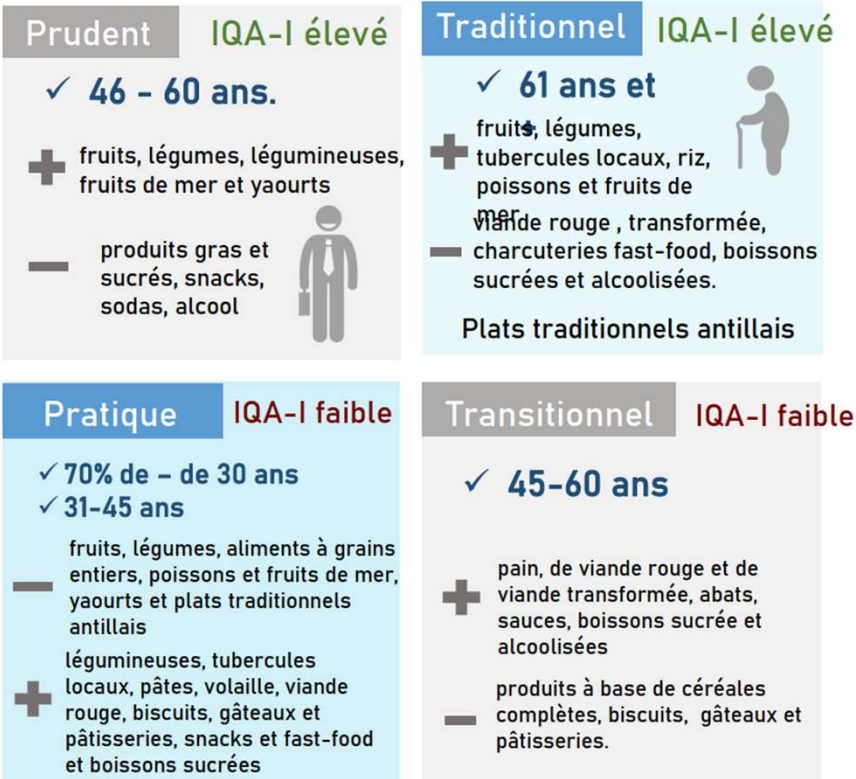 Prudent IQA-I élevé
✓ 46 – 60 ans.
+ fruits, légumes, légumineuses,
fruits de mer et yaourts
− produits gras et
sucrés, snacks,
sodas, alcool
Traditionnel IQA-I élevé
✓ 61 ans et
+
fruits, légumes,
+ tubercules locaux, riz,
poissons et fruits de
mer
viande rouge , transformée,
− charcuteries fast-food, boissons
sucrées et alcoolisées.
Plats traditionnels antillais
Pratique IQA-I faible
✓ 70% de – de 30 ans
✓ 31-45 ans
fruits, légumes, aliments à grains
− entiers, poissons et fruits de mer,
yaourts et plats traditionnels
antillais
légumineuses, tubercules
+ locaux, pâtes, volaille, viande
rouge, biscuits, gâteaux et
pâtisseries, snacks et fast-food
et boissons sucrées
Transitionnel IQA-I faible
✓ 45-60 ans
pain, de viande rouge et de
+ viande transformée, abats,
sauces, boissons sucrée et
alcoolisées
produits à base de céréales
− complètes, biscuits, gâteaux et
pâtisseries.